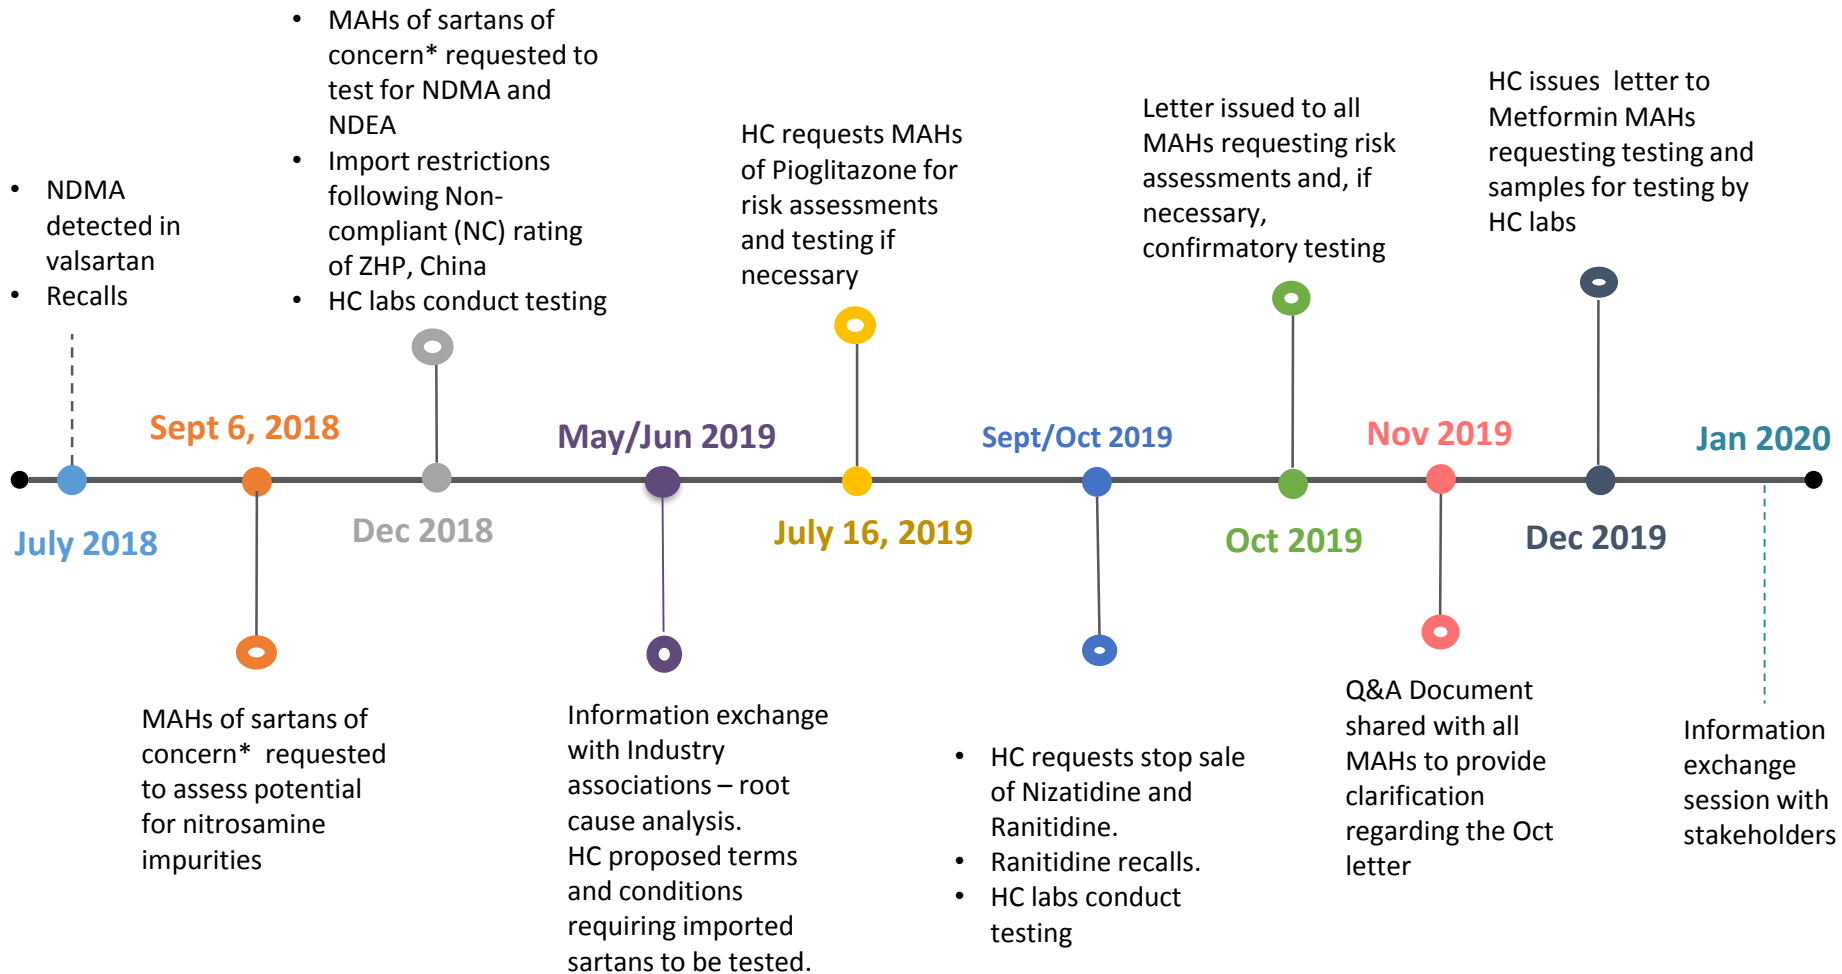 • NDMA
detected in
valsartan
• Recalls
July 2018
Sept 6, 2018
MAHs of sartans of
concern*  requested
to assess potential
for nitrosamine
impurities
• MAHs of sartans of
concern* requested to
test for NDMA and
NDEA
• Import restrictions
following Non-
compliant (NC) rating
of ZHP, China
• HC labs conduct testing
Dec 2018
May/Jun 2019
Information exchange
with Industry
associations – root
cause analysis.
HC proposed terms
and conditions
requiring imported
sartans to be tested.
HC requests MAHs
of Pioglitazone for
risk assessments
and testing if
necessary
July 16, 2019
Sept/Oct 2019
• HC requests stop sale
of Nizatidine and
Ranitidine.
• Ranitidine recalls.
• HC labs conduct
testing
Letter issued to all
MAHs requesting risk
assessments and, if
necessary,
confirmatory testing
Oct 2019
Nov 2019
Q&A Document
shared with all
MAHs to provide
clarification
regarding the Oct
letter
HC issues  letter to
Metformin MAHs
requesting testing and
samples for testing by
HC labs
Dec 2019
Jan 2020
Information
exchange
session with
stakeholders